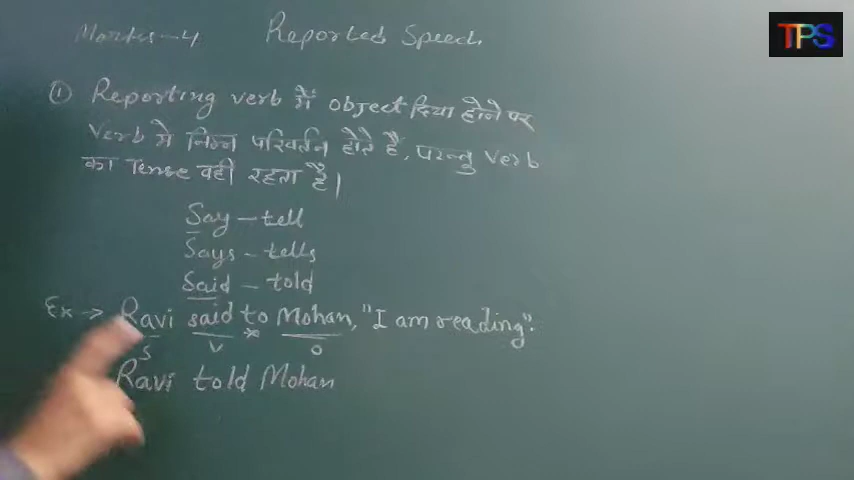 Marks-4 Reported Speech
TPS
① Reporting verb में object दिया होने पर
Verb मे निम्न परिवर्तन होते है, परन्तु verb
का Tense वही रहता है।
Say - tell
Says - tells
Said - told
Ex → Ravi said to Mohan, "I am reading".
S V * O
Ravi told Mohan